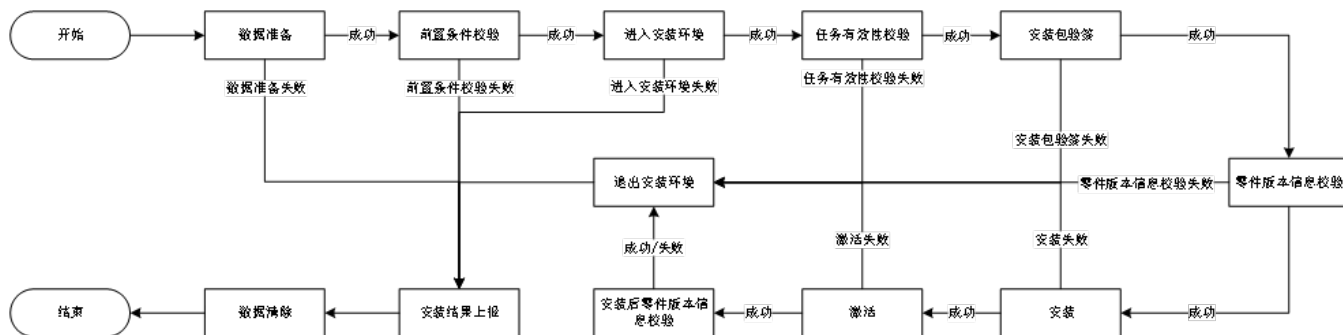 开始
数据准备
成功
前置条件校验
成功
进入安装环境
成功
任务有效性校验
成功
安装包验签
成功
数据准备失败
前置条件校验失败
进入安装环境失败
任务有效性校验失败
安装包验签失败
退出安装环境
零件版本信息校验失败
零件版本信息校验
成功/失败
激活失败
安装失败
结束
数据清除
安装结果上报
安装后零件版本信
息校验
成功
激活
成功
安装
成功